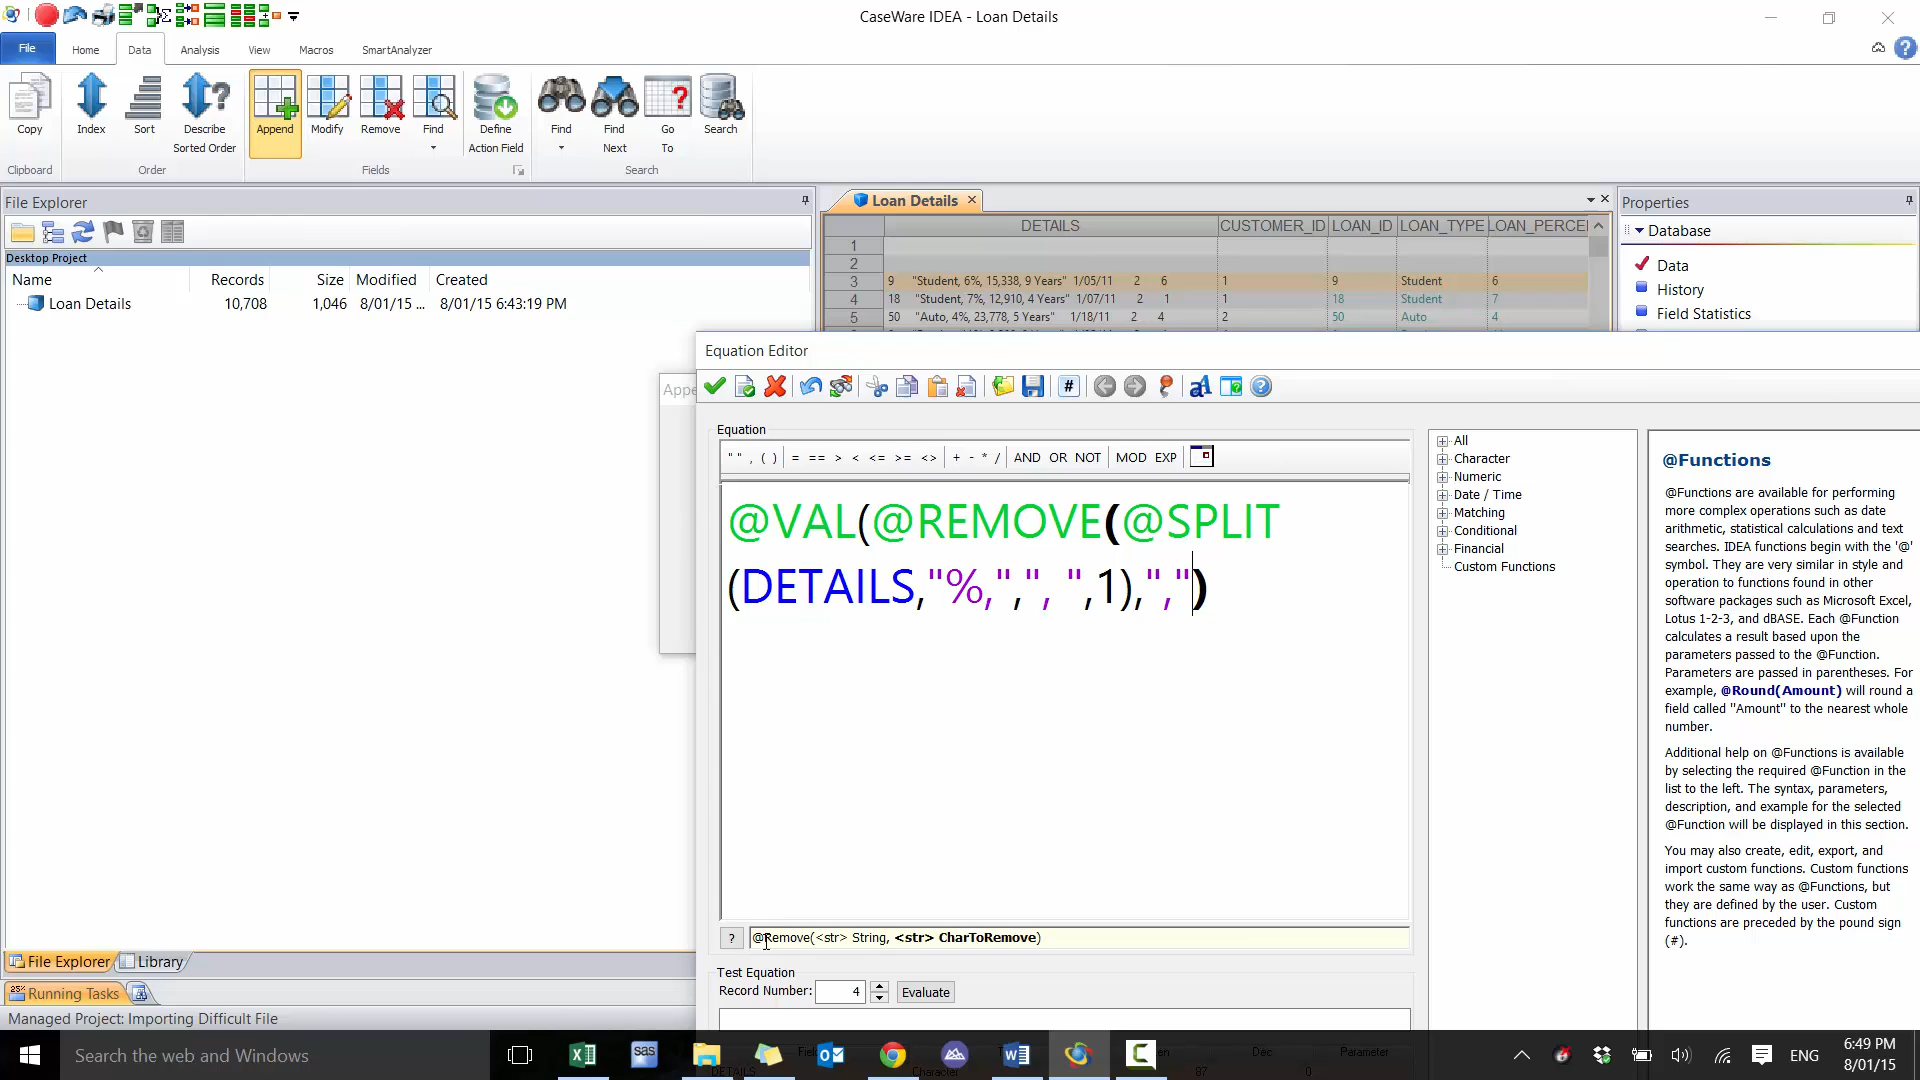 CaseWare IDEA - Loan Details
File Home Data Analysis View Macros SmartAnalyzer
Copy Index Sort Describe Sorted Order Append Modify Remove Find Define Action Field Find Find Next Go To Search
Clipboard Order Fields Search
File Explorer
Loan Details
Properties
Desktop Project
Name Records Size Modified Created
Loan Details 10,708 1,046 8/01/15 ... 8/01/15 6:43:19 PM
DETAILS CUSTOMER_ID LOAN_ID LOAN_TYPE LOAN_PERCE
1
2
3 9 "Student, 6%, 15,338, 9 Years" 1/05/11 2 6 1 9 Student 6
4 18 "Student, 7%, 12,910, 4 Years" 1/07/11 2 1 1 18 Student 7
5 50 "Auto, 4%, 23,778, 5 Years" 1/18/11 2 4 2 50 Auto 4
Database
Data
History
Field Statistics
Appe
Equation Editor
Equation
" " , ( ) = == > < <= >= <> + - * / AND OR NOT MOD EXP
@VAL(@REMOVE(@SPLIT
(DETAILS,"%,",", ",1),",")
? @Remove(<str> String, <str> CharToRemove)
Test Equation
Record Number: 4 Evaluate
All
Character
Numeric
Date / Time
Matching
Conditional
Financial
Custom Functions
@Functions
@Functions are available for performing
more complex operations such as date
arithmetic, statistical calculations and text
searches. IDEA functions begin with the '@'
symbol. They are very similar in style and
operation to functions found in other
software packages such as Microsoft Excel,
Lotus 1-2-3, and dBASE. Each @Function
calculates a result based upon the
parameters passed to the @Function.
Parameters are passed in parentheses. For
example, @Round(Amount) will round a
field called "Amount" to the nearest whole
number.
Additional help on @Functions is available
by selecting the required @Function in the
list to the left. The syntax, parameters,
description, and example for the selected
@Function will be displayed in this section.
You may also create, edit, export, and
import custom functions. Custom functions
work the same way as @Functions, but
they are defined by the user. Custom
functions are preceded by the pound sign
(#).
File Explorer Library
25% Running Tasks
Managed Project: Importing Difficult File
Search the web and Windows
ENG
6:49 PM
8/01/15